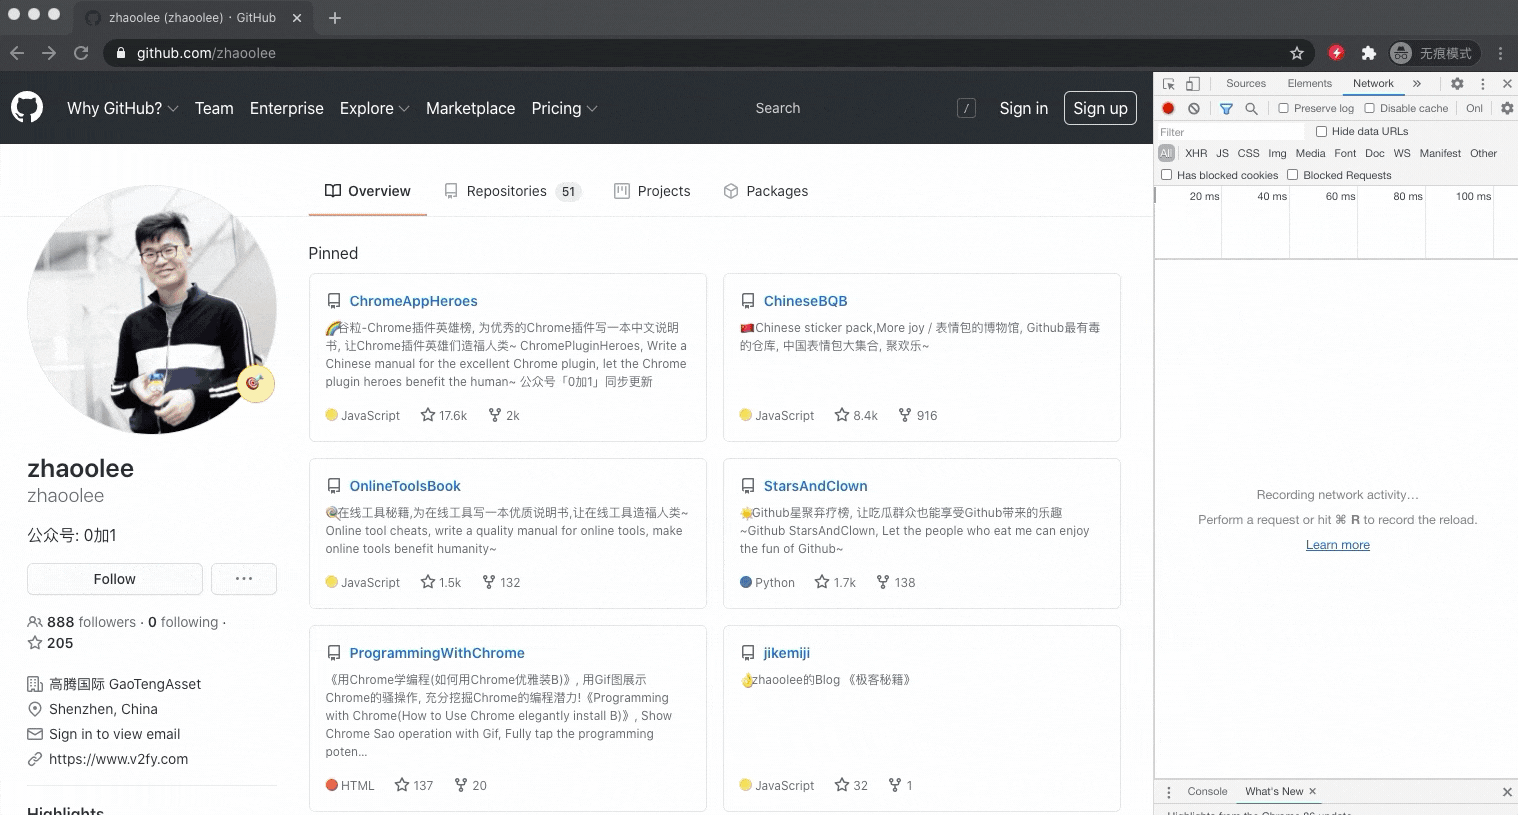 zhaoolee (zhaoolee) · GitHub
github.com/zhaoolee
无痕模式
Why GitHub?
Team
Enterprise
Explore
Marketplace
Pricing
Search
/
Sign in
Sign up
Overview
Repositories 51
Projects
Packages
zhaoolee
zhaoolee
公众号: 0加1
Follow
...
888 followers · 0 following ·
205
高腾国际 GaoTengAsset
Shenzhen, China
Sign in to view email
https://www.v2fy.com
Highlights
Pinned
ChromeAppHeroes
谷粒-Chrome插件英雄榜, 为优秀的Chrome插件写一本中文说明
书, 让Chrome插件英雄们造福人类~ ChromePluginHeroes, Write a
Chinese manual for the excellent Chrome plugin, let the Chrome
plugin heroes benefit the human~ 公众号「0加1」同步更新
JavaScript 17.6k 2k
ChineseBQB
Chinese sticker pack,More joy / 表情包的博物馆, Github最有毒
的仓库, 中国表情包大集合, 聚欢乐~
JavaScript 8.4k 916
OnlineToolsBook
在线工具秘籍,为在线工具写一本优质说明书,让在线工具造福人类~
Online tool cheats, write a quality manual for online tools, make
online tools benefit humanity~
JavaScript 1.5k 132
StarsAndClown
Github星聚弃疗榜, 让吃瓜群众也能享受Github带来的乐趣
~Github StarsAndClown, Let the people who eat me can enjoy
the fun of Github~
Python 1.7k 138
ProgrammingWithChrome
《用Chrome学编程(如何用Chrome优雅装B)》, 用Gif图展示
Chrome的骚操作, 充分挖掘Chrome的编程潜力!《Programming
with Chrome(How to Use Chrome elegantly install B)》, Show
Chrome Sao operation with Gif, Fully tap the programming
poten...
HTML 137 20
jikemiji
zhaoolee的Blog 《极客秘籍》
JavaScript 32 1
Sources
Elements
Network
Preserve log
Disable cache
Onl
Filter
Hide data URLs
All XHR JS CSS Img Media Font Doc WS Manifest Other
Has blocked cookies
Blocked Requests
20 ms 40 ms 60 ms 80 ms 100 ms
Recording network activity…
Perform a request or hit ⌘ R to record the reload.
Learn more
Console
What's New
Highlights from the Chrome 86 update